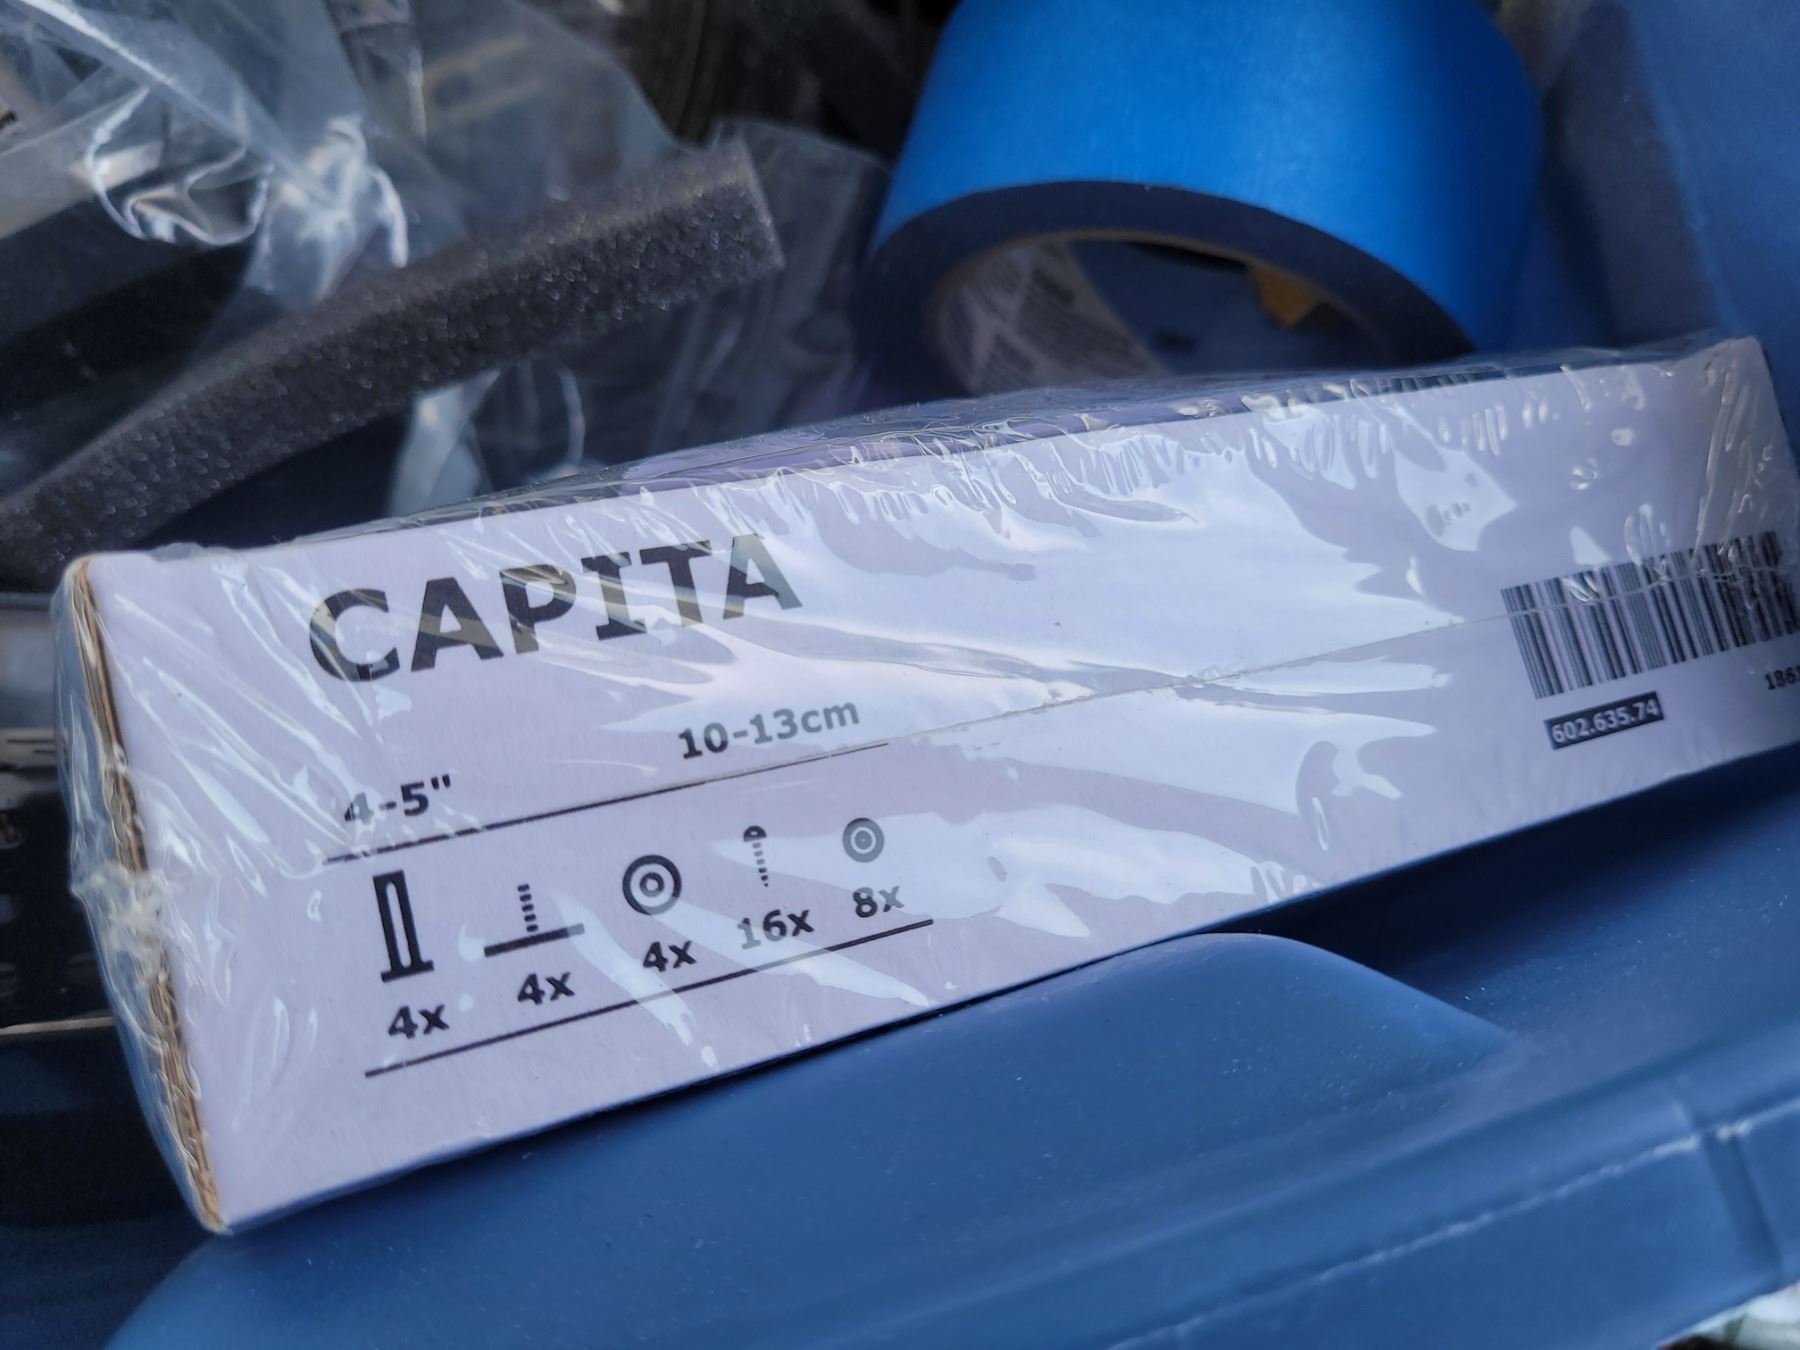 CAPITA
4-5" 10-13cm
4x 4x 4x 16x 8x
602.635.74